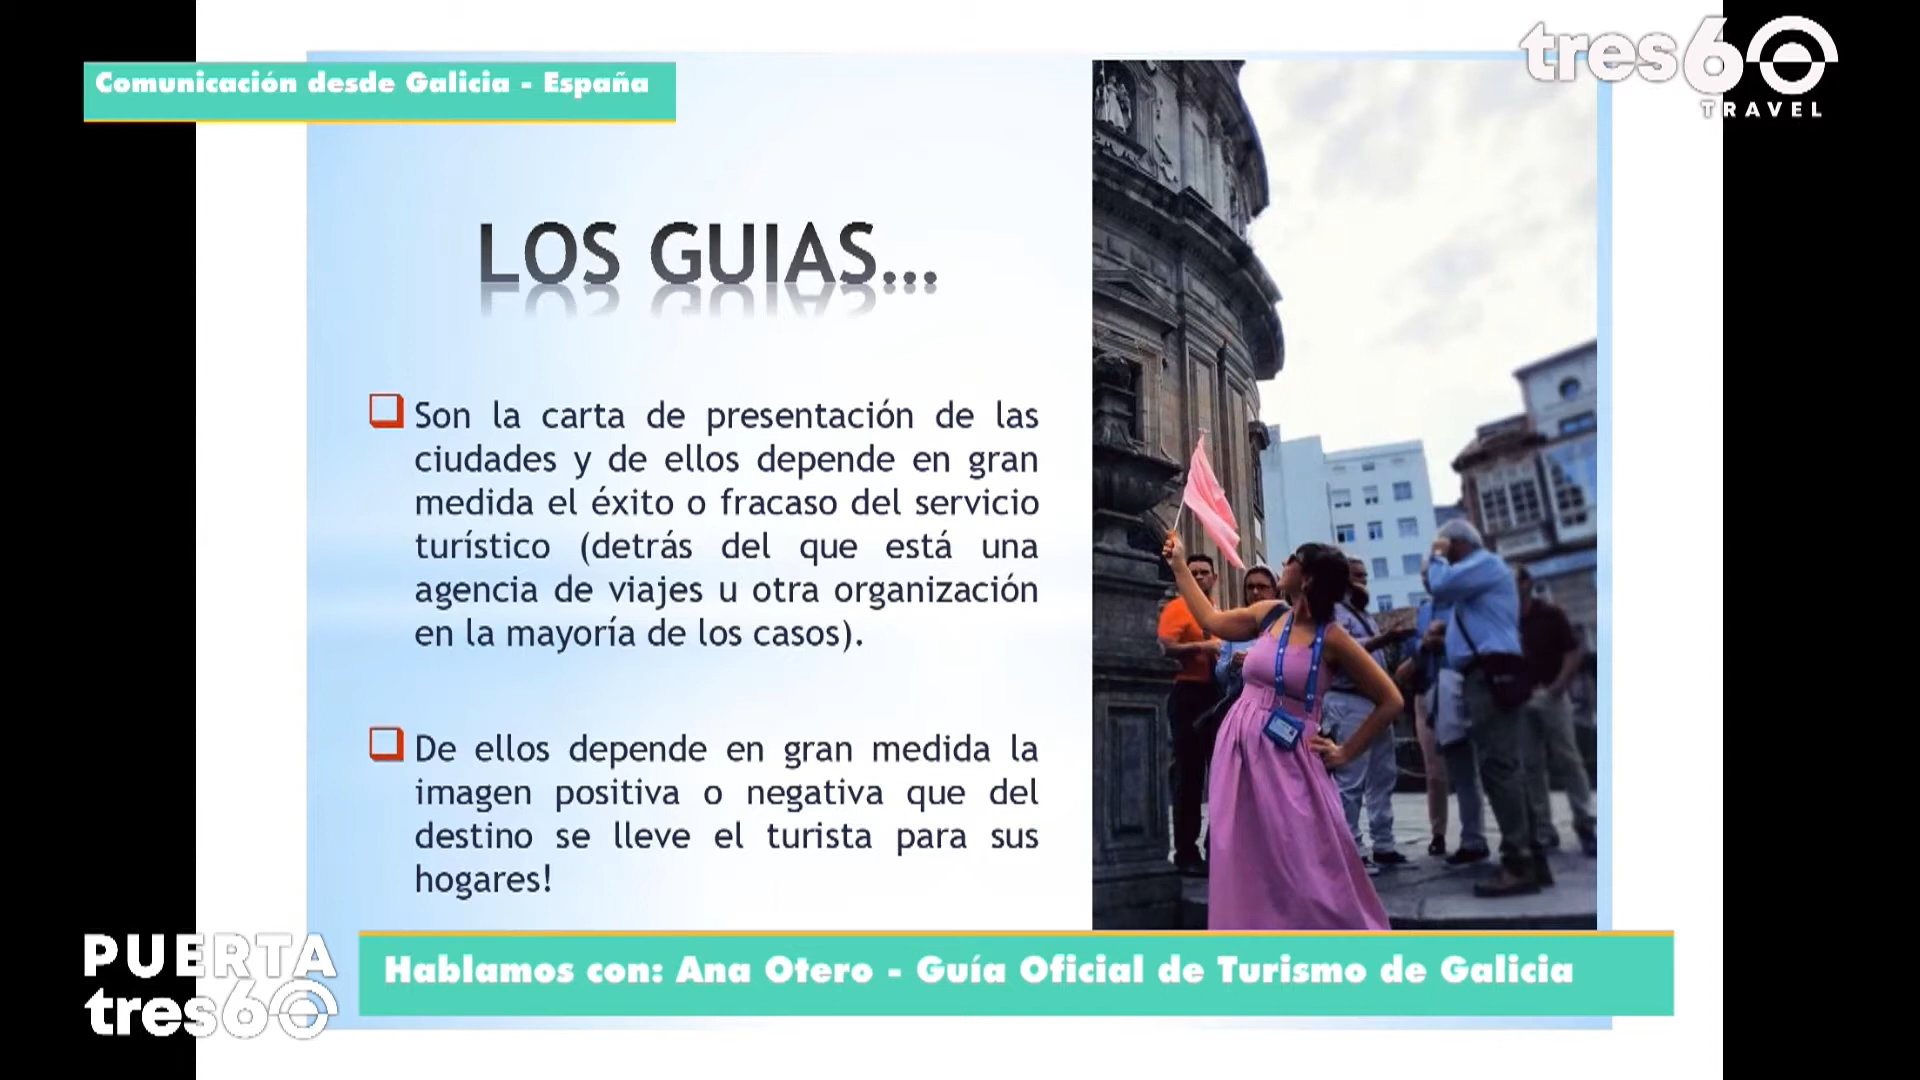 tres60
TRAVEL
Comunicación desde Galicia - España
LOS GUIAS...
Son la carta de presentación de las
ciudades y de ellos depende en gran
medida el éxito o fracaso del servicio
turístico (detrás del que está una
agencia de viajes u otra organización
en la mayoría de los casos).
De ellos depende en gran medida la
imagen positiva o negativa que del
destino se lleve el turista para sus
hogares!
PUERTA
tres60
Hablamos con: Ana Otero - Guía Oficial de Turismo de Galicia